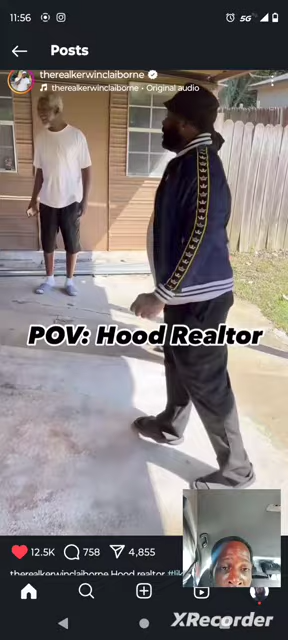 11:56
5G
Posts
therealkerwinclaiborne
therealkerwinclaiborne • Original audio
POV: Hood Realtor
12.5K
758
4,855
therealkerwinclaiborne Hood realtor
XRecorder